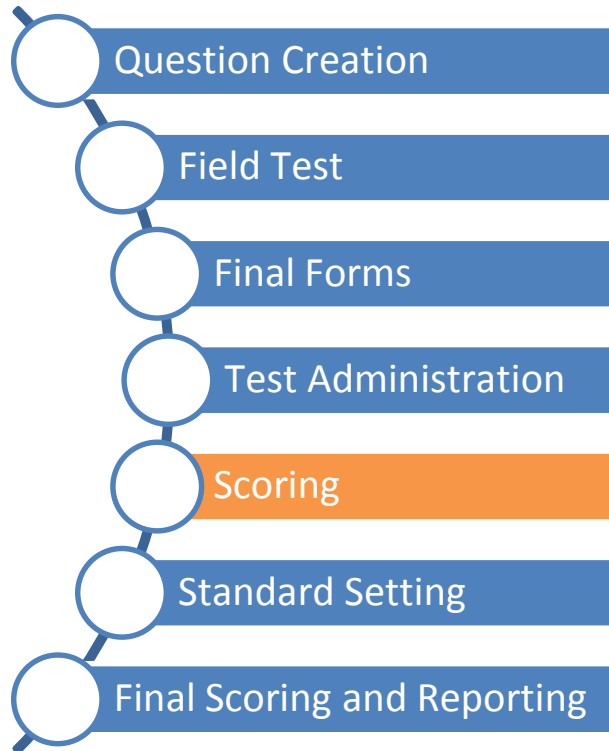 Question Creation
Field Test
Final Forms
Test Administration
Scoring
Standard Setting
Final Scoring and Reporting